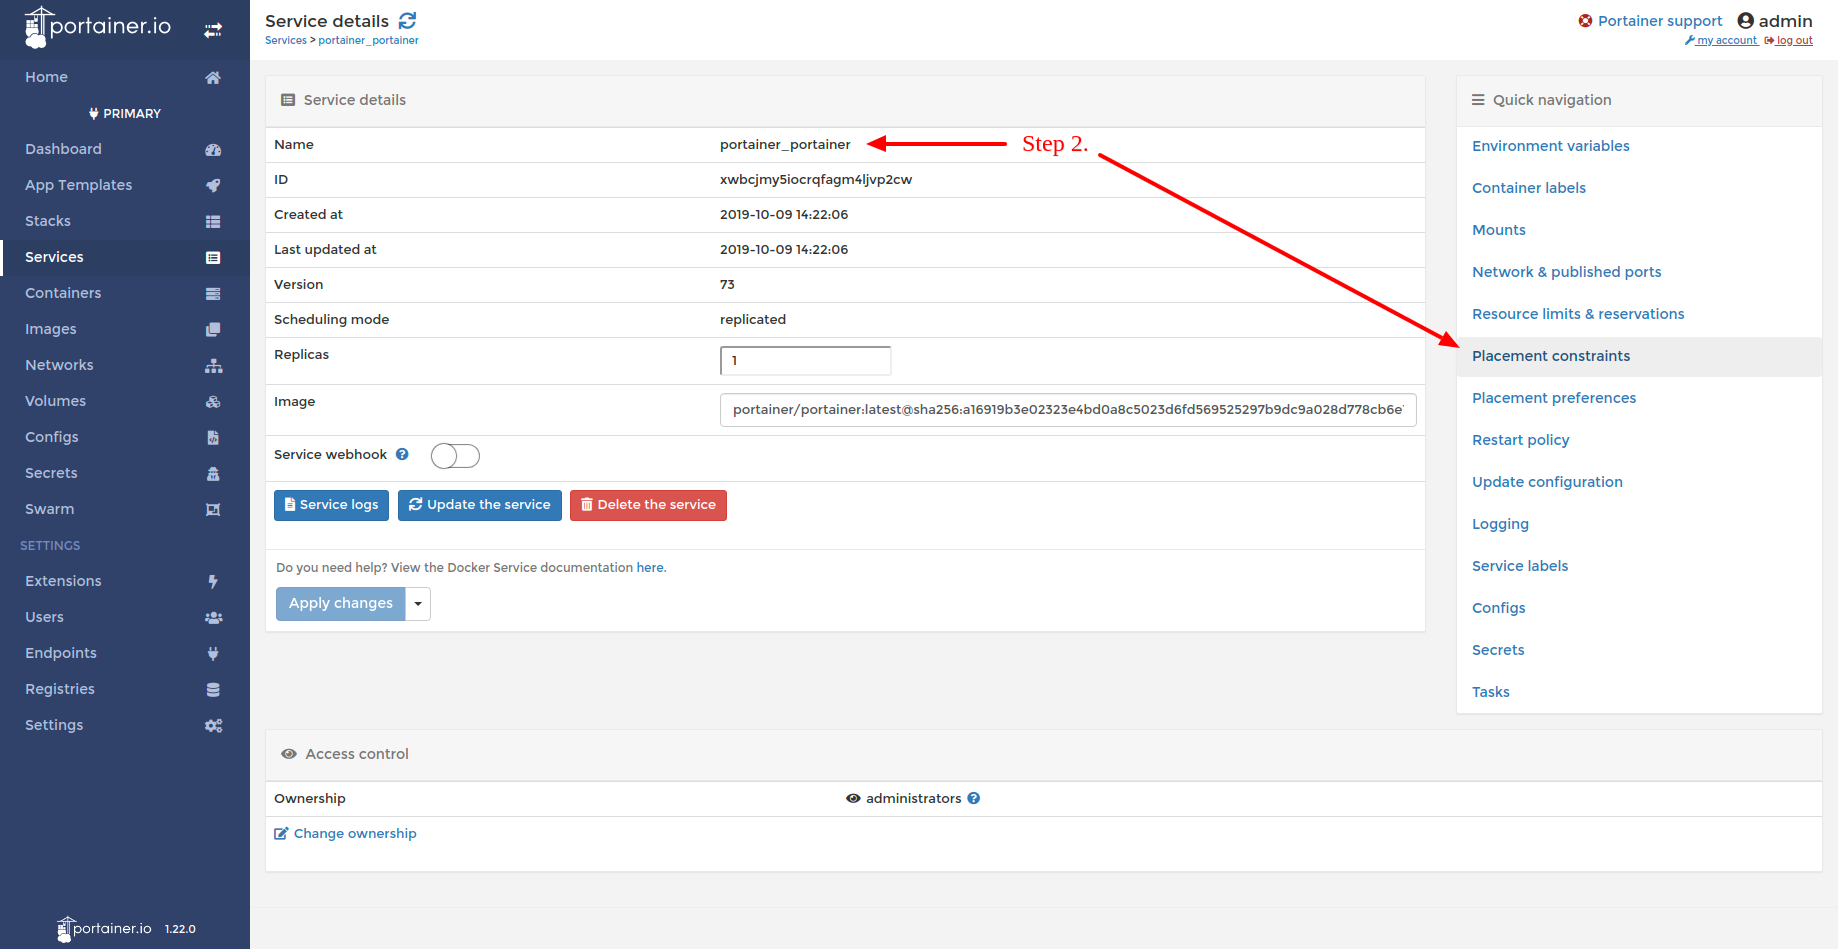 portainer.io
Home
PRIMARY
Dashboard
App Templates
Stacks
Services
Containers
Images
Networks
Volumes
Configs
Secrets
Swarm
SETTINGS
Extensions
Users
Endpoints
Registries
Settings
portainer.io 1.22.0
Service details
Services > portainer_portainer
Portainer support admin
my account log out
Service details
Name portainer_portainer Step 2.
ID xwbcjmy5iocrqfagm4ljvp2cw
Created at 2019-10-09 14:22:06
Last updated at 2019-10-09 14:22:06
Version 73
Scheduling mode replicated
Replicas 1
Image portainer/portainer:latest@sha256:a16919b3e02323e4bd0a8c5023d6fd569525297b9dc9a028d778cb6e
Service webhook
Service logs Update the service Delete the service
Do you need help? View the Docker Service documentation here.
Apply changes
Quick navigation
Environment variables
Container labels
Mounts
Network & published ports
Resource limits & reservations
Placement constraints
Placement preferences
Restart policy
Update configuration
Logging
Service labels
Configs
Secrets
Tasks
Access control
Ownership administrators
Change ownership